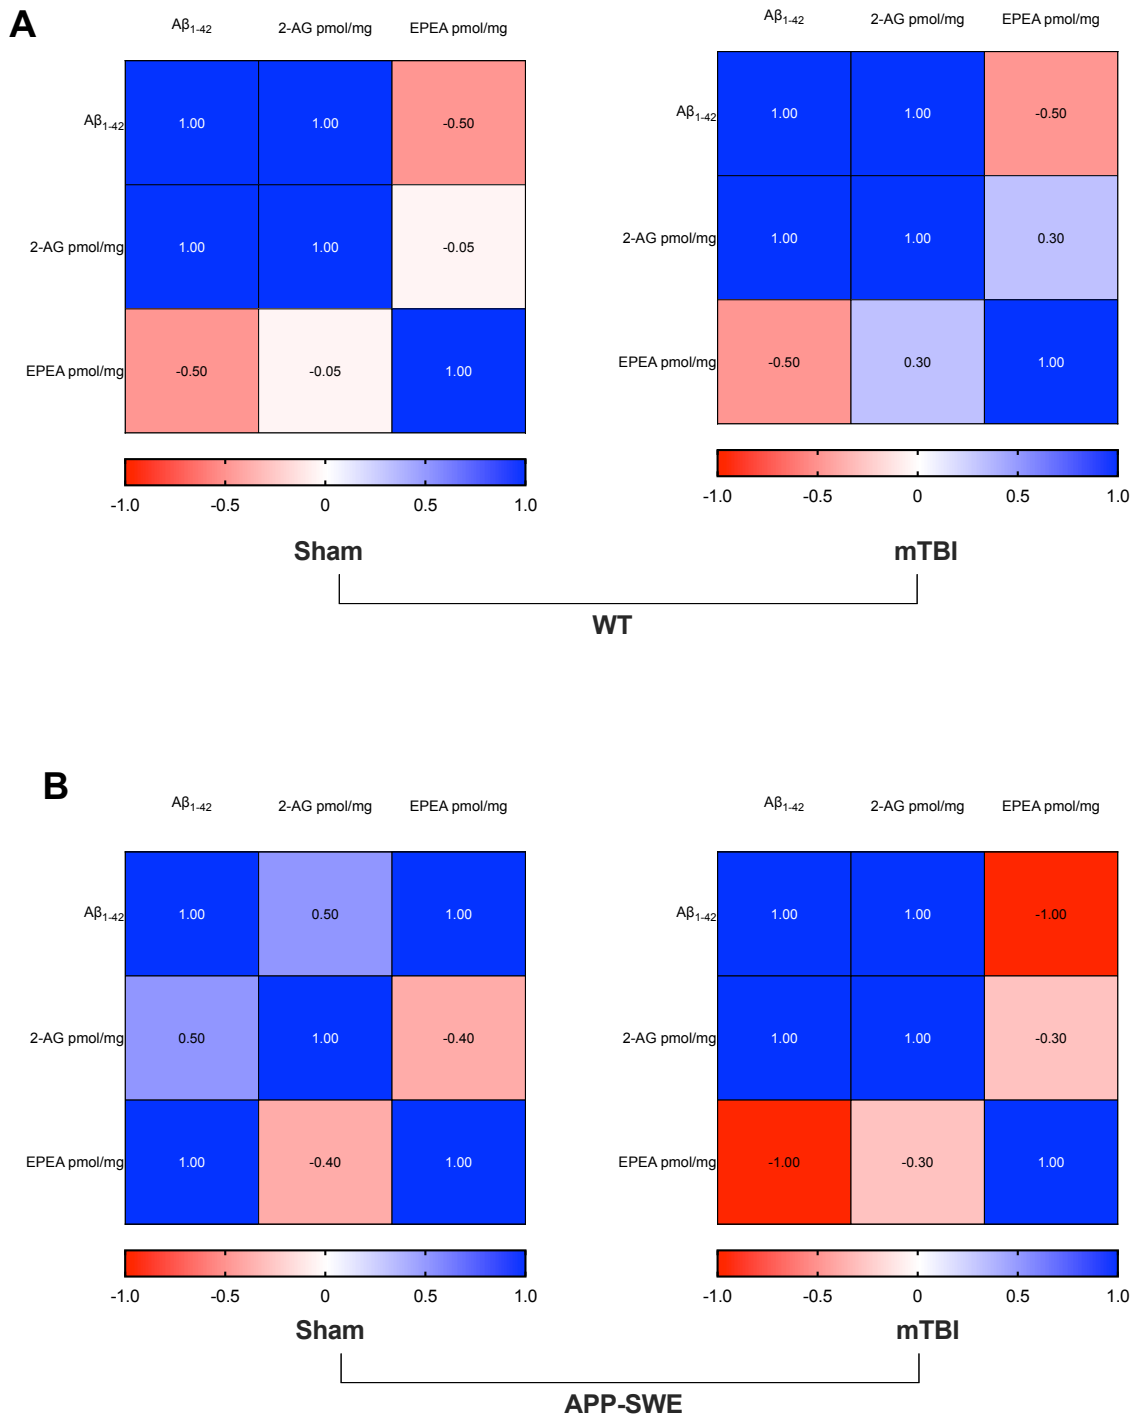 A
Aβ1-42 2-AG pmol/mg EPEA pmol/mg
Aβ1-42 1.00 1.00 -0.50
2-AG pmol/mg 1.00 1.00 -0.05
EPEA pmol/mg -0.50 -0.05 1.00
-1.0 -0.5 0 0.5 1.0
Sham
Aβ1-42 2-AG pmol/mg EPEA pmol/mg
Aβ1-42 1.00 1.00 -0.50
2-AG pmol/mg 1.00 1.00 0.30
EPEA pmol/mg -0.50 0.30 1.00
-1.0 -0.5 0 0.5 1.0
mTBI
WT
B
Aβ1-42 2-AG pmol/mg EPEA pmol/mg
Aβ1-42 1.00 0.50 1.00
2-AG pmol/mg 0.50 1.00 -0.40
EPEA pmol/mg 1.00 -0.40 1.00
-1.0 -0.5 0 0.5 1.0
Sham
Aβ1-42 2-AG pmol/mg EPEA pmol/mg
Aβ1-42 1.00 1.00 -1.00
2-AG pmol/mg 1.00 1.00 -0.30
EPEA pmol/mg -1.00 -0.30 1.00
-1.0 -0.5 0 0.5 1.0
mTBI
APP-SWE